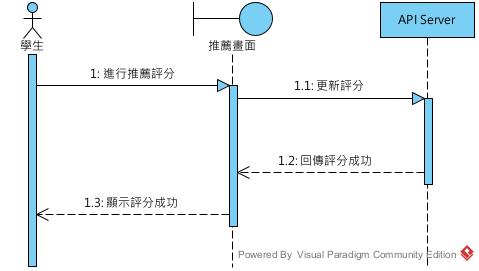 學生
推薦畫面
API Server
1: 進行推薦評分
1.1: 更新評分
1.2: 回傳評分成功
1.3: 顯示評分成功
Powered By Visual Paradigm Community Edition